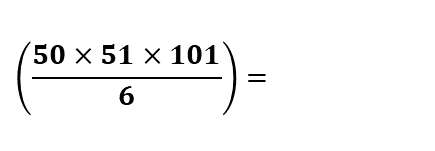 (50 × 51 × 101 / 6) =